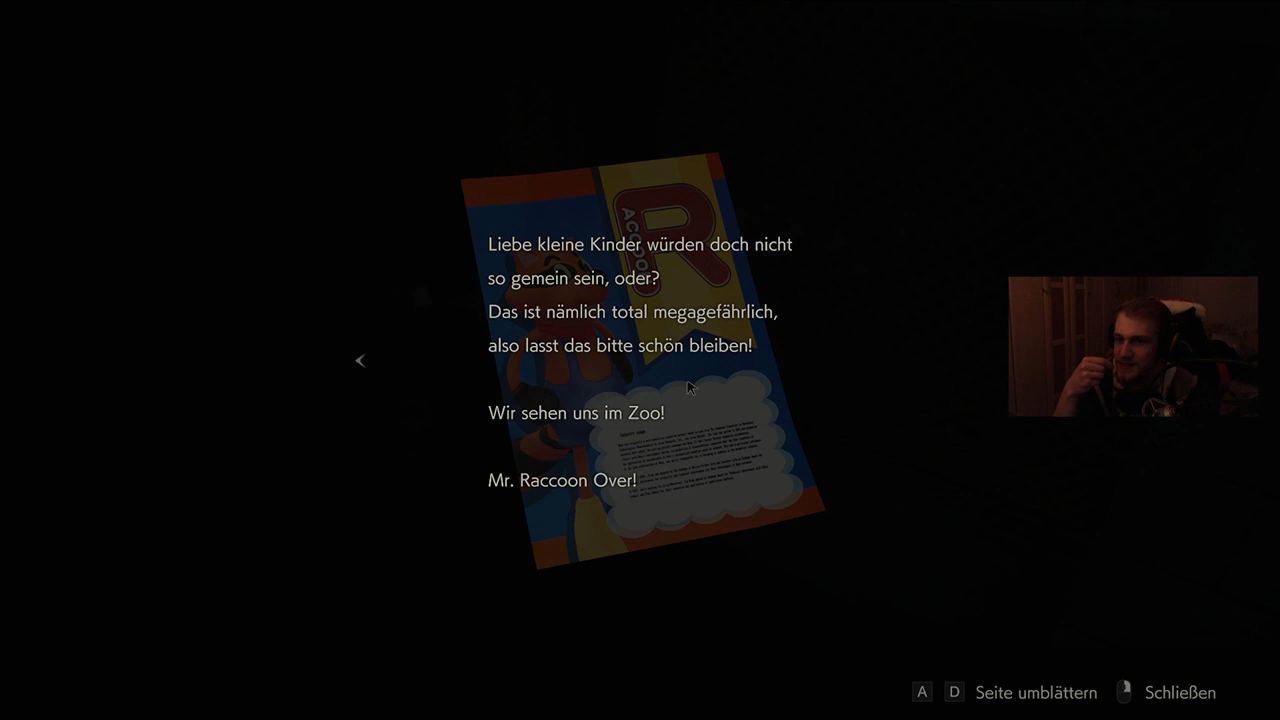 R
ACCOO
Liebe kleine Kinder würden doch nicht
so gemein sein, oder?
Das ist nämlich total megagefährlich,
also lasst das bitte schön bleiben!
Wir sehen uns im Zoo!
Mr. Raccoon Over!
A D Seite umblättern Schließen